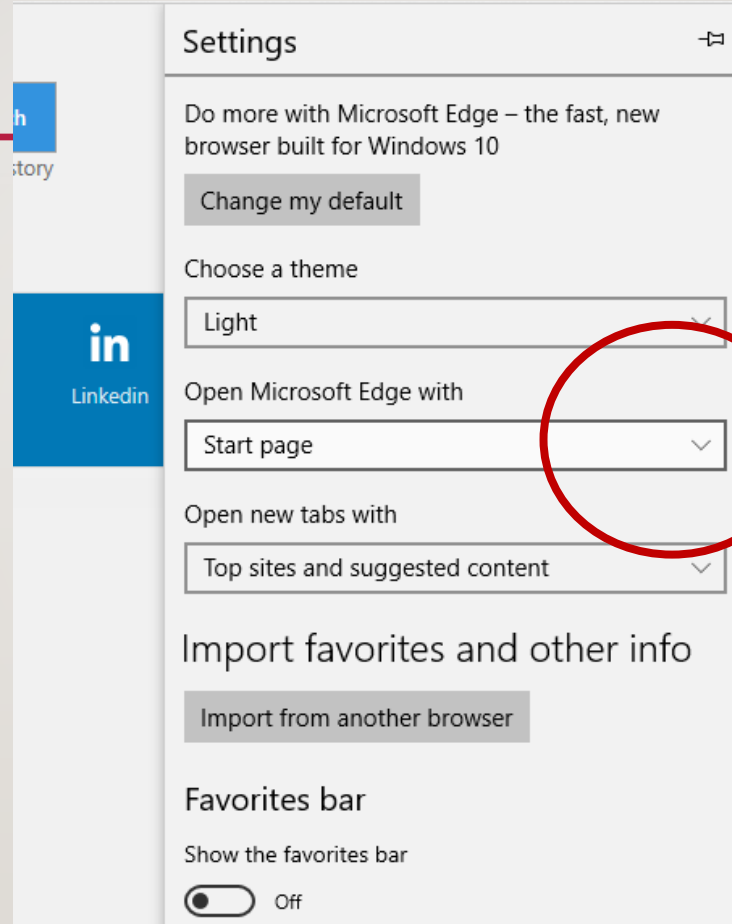 Settings
Do more with Microsoft Edge – the fast, new
browser built for Windows 10
Change my default
Choose a theme
Light
Open Microsoft Edge with
Start page
Open new tabs with
Top sites and suggested content
Import favorites and other info
Import from another browser
Favorites bar
Show the favorites bar
Off
h
story
in
Linkedin